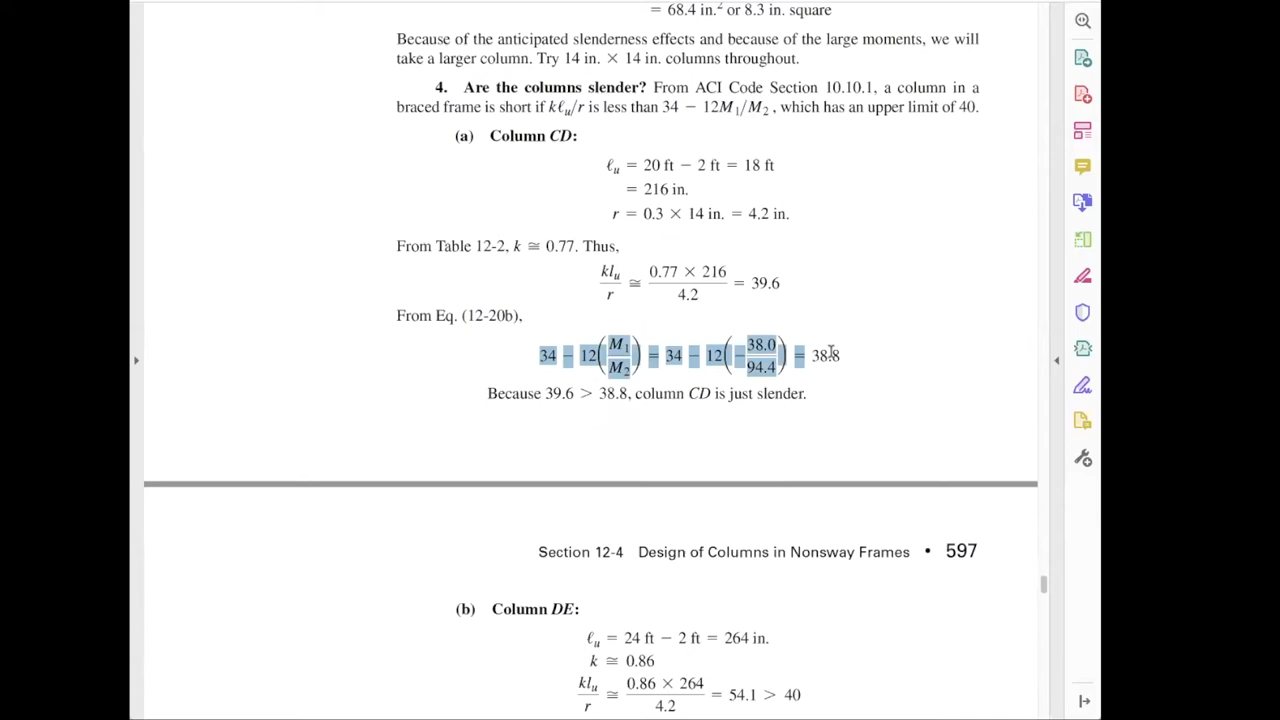 = 68.4 in.² or 8.3 in. square
Because of the anticipated slenderness effects and because of the large moments, we will
take a larger column. Try 14 in. × 14 in. columns throughout.
4. Are the columns slender? From ACI Code Section 10.10.1, a column in a
braced frame is short if kℓᵤ/r is less than 34 − 12M₁/M₂, which has an upper limit of 40.
(a) Column CD:
ℓᵤ = 20 ft − 2 ft = 18 ft
= 216 in.
r = 0.3 × 14 in. = 4.2 in.
From Table 12-2, k ≅ 0.77. Thus,
klᵤ/r ≅ (0.77 × 216)/4.2 = 39.6
From Eq. (12-20b),
34 − 12(M₁/M₂) = 34 − 12(−38.0/94.4) = 38.8
Because 39.6 > 38.8, column CD is just slender.
Section 12-4 Design of Columns in Nonsway Frames • 597
(b) Column DE:
ℓᵤ = 24 ft − 2 ft = 264 in.
k ≅ 0.86
klᵤ/r ≅ (0.86 × 264)/4.2 = 54.1 > 40